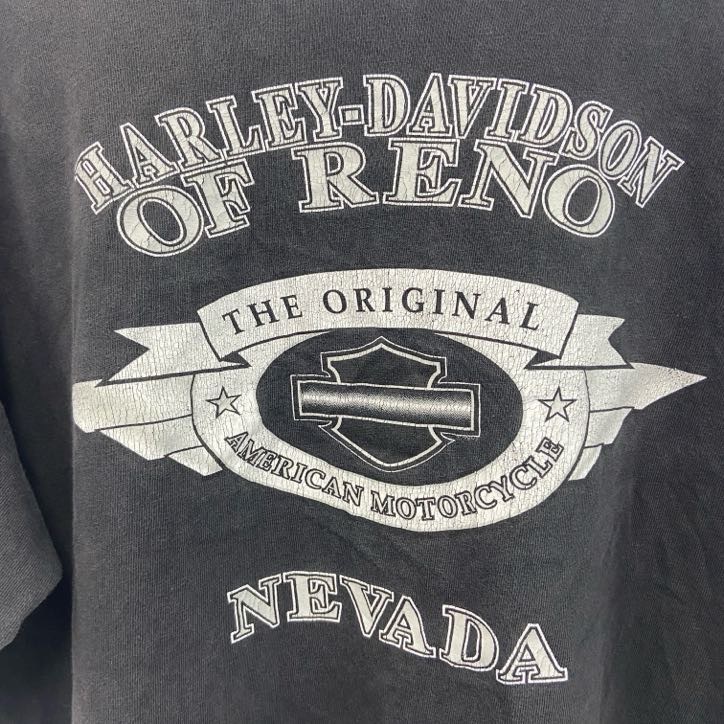 HARLEY-DAVIDSON
OF RENO
THE ORIGINAL
AMERICAN MOTORCYCLE
NEVADA